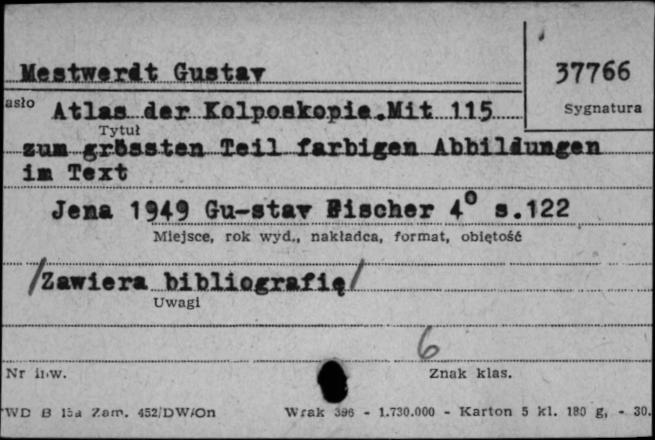 Mestwerdt Gustav
37766
asło
Sygnatura
Atlas der Kolposkopie.Mit 115
Tytuł
zum grössten Teil farbigen Abbildungen
im Text
Jena 1949 Gu-stav Fischer 4° s.122
Miejsce, rok wyd., nakładca, format, objętość
/Zawiera bibliografię/
Uwagi
6
Nr inw.
Znak klas.
WD B 15a Zam. 452/DW/On Wrak 396 - 1.730.000 - Karton 5 kl. 180 g, - 30.